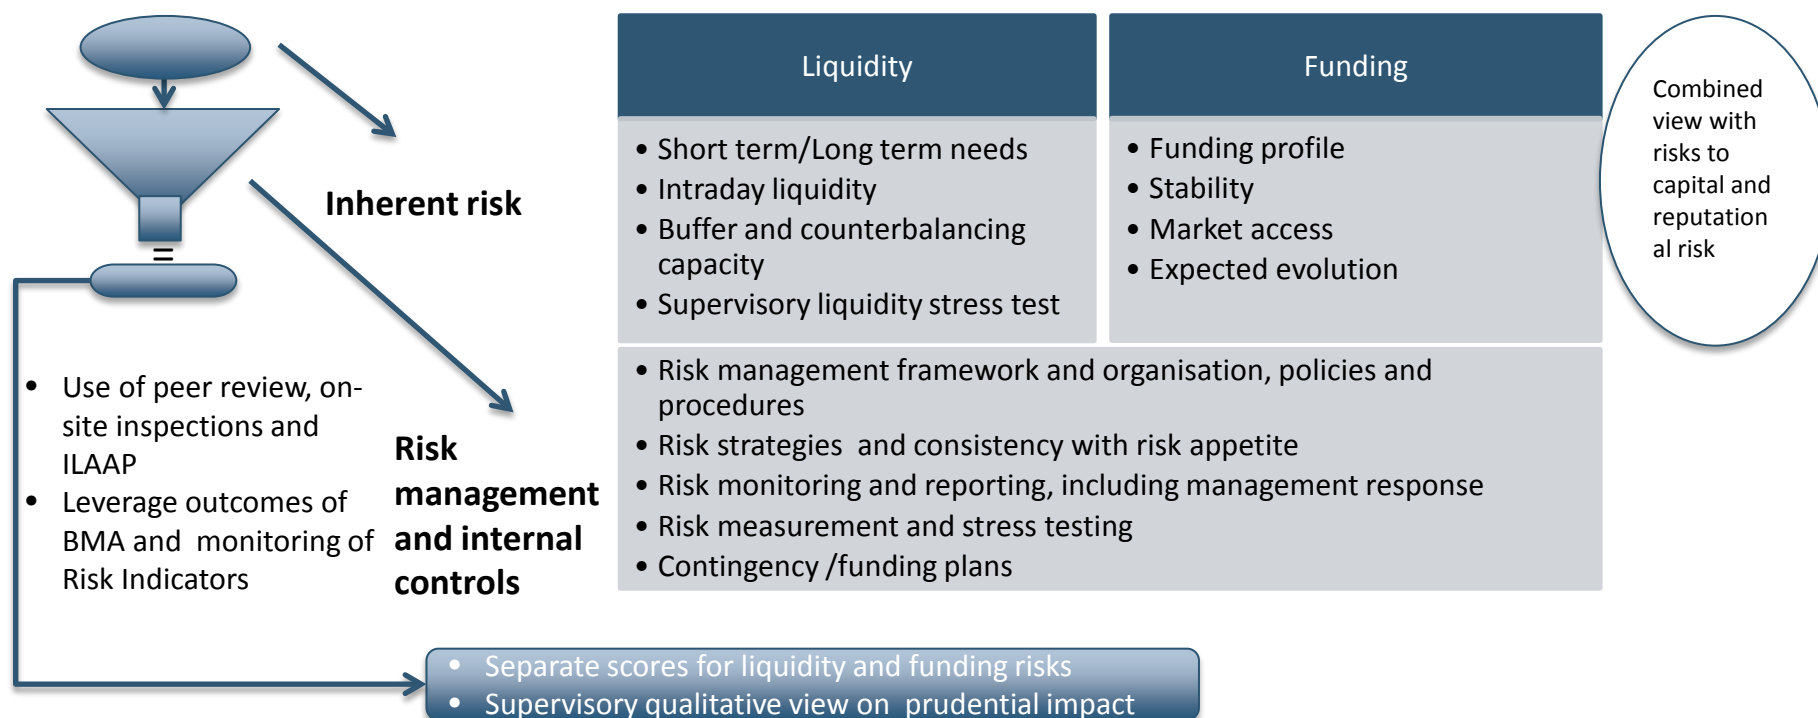 Liquidity
Funding
• Short term/Long term needs
• Intraday liquidity
• Buffer and counterbalancing
capacity
• Supervisory liquidity stress test
• Funding profile
• Stability
• Market access
• Expected evolution
Combined
view with
risks to
capital and
reputation
al risk
Inherent risk
=
• Use of peer review, on-
site inspections and
ILAAP
• Leverage outcomes of
BMA and  monitoring of
Risk Indicators
Risk
management
and internal
controls
• Risk management framework and organisation, policies and
procedures
• Risk strategies  and consistency with risk appetite
• Risk monitoring and reporting, including management response
• Risk measurement and stress testing
• Contingency /funding plans
• Separate scores for liquidity and funding risks
• Supervisory qualitative view on  prudential impact